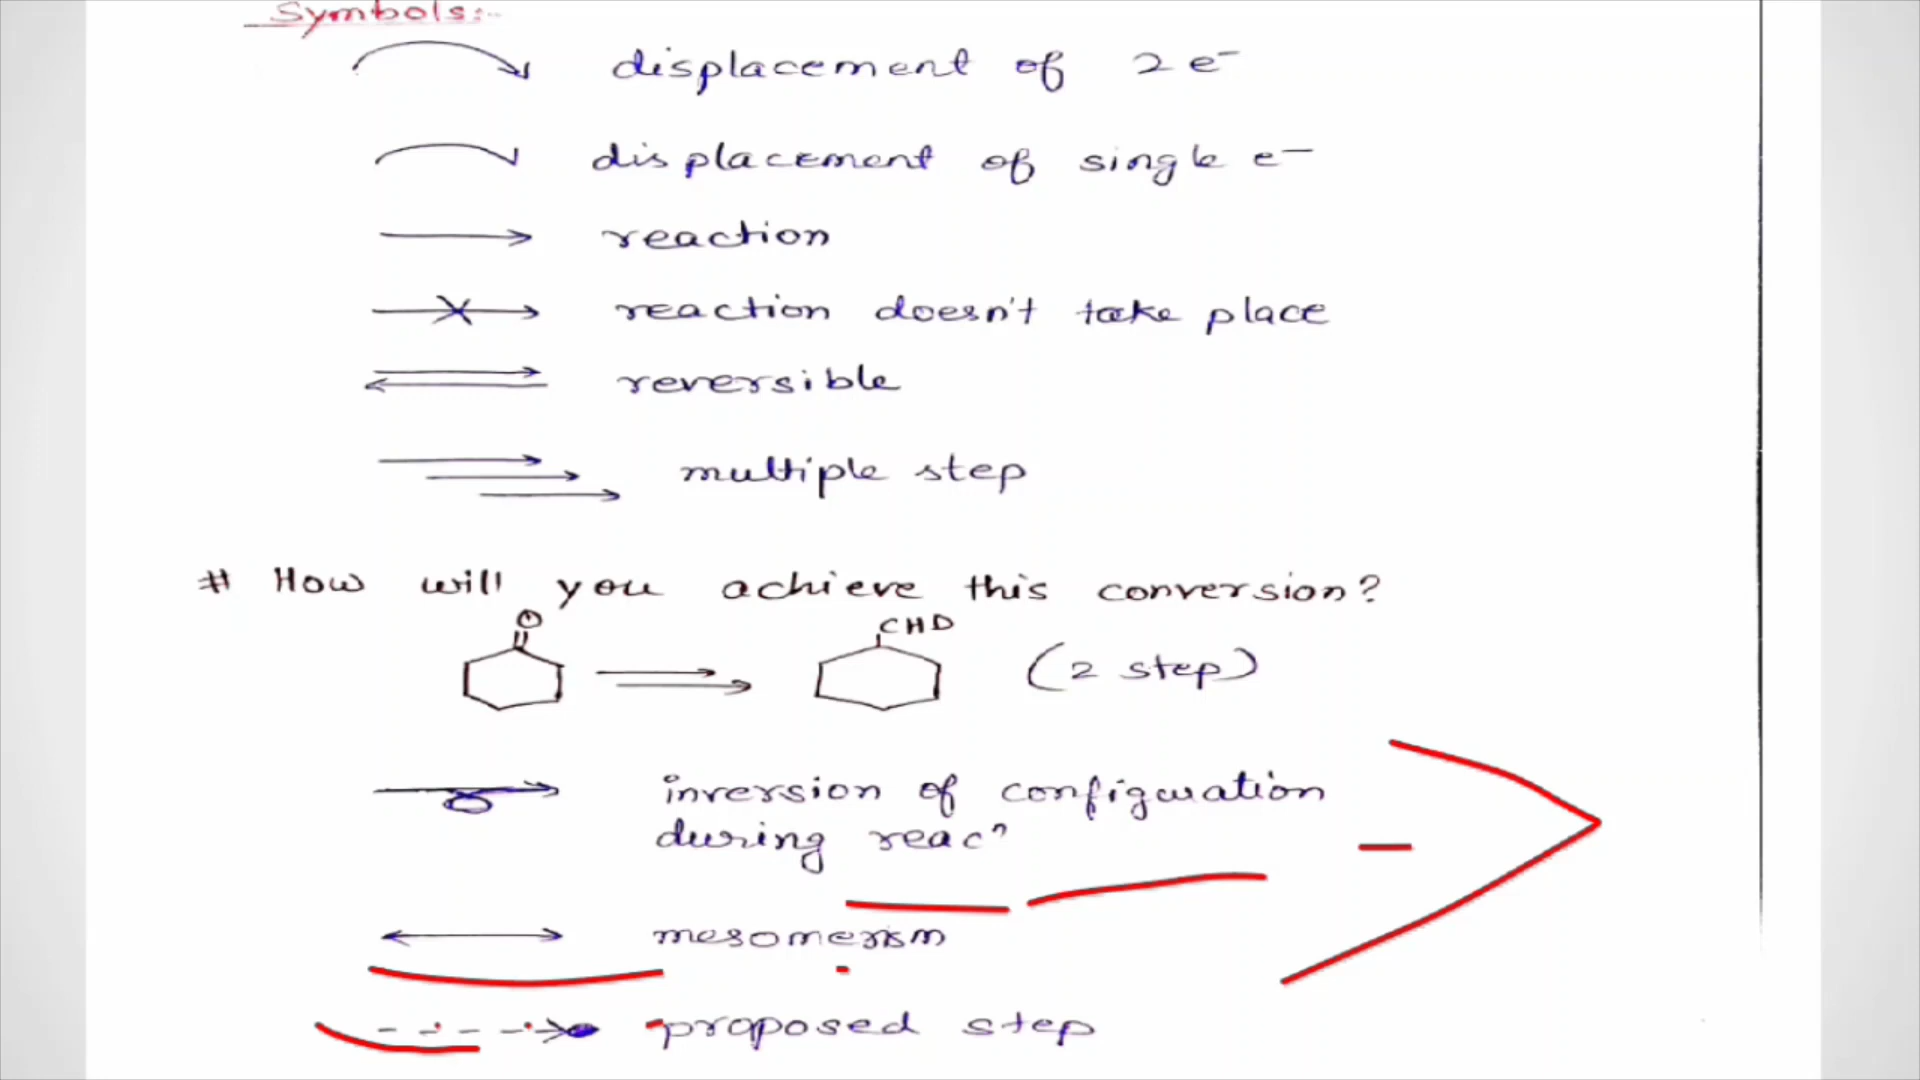 Symbols:-
displacement of 2 e⁻
displacement of single e⁻
reaction
reaction doesn't take place
reversible
multiple step
# How will you achieve this conversion?
O
CHO
(2 step)
inversion of configuration
during reacⁿ
mesomerism
proposed step